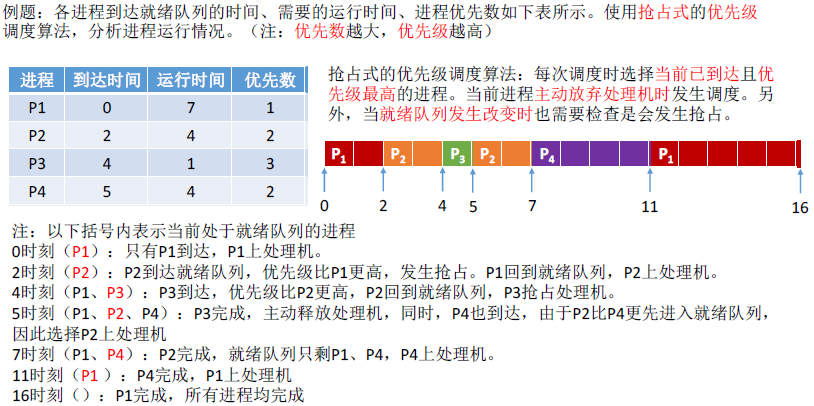 例题：各进程到达就绪队列的时间、需要的运行时间、进程优先数如下表所示。使用抢占式的优先级
调度算法，分析进程运行情况。（注：优先数越大，优先级越高）
进程 到达时间 运行时间 优先数
P1 0 7 1
P2 2 4 2
P3 4 1 3
P4 5 4 2
抢占式的优先级调度算法：每次调度时选择当前已到达且优
先级最高的进程。当前进程主动放弃处理机时发生调度。另
外，当就绪队列发生改变时也需要检查是会发生抢占。
P1 P2 P3 P2 P4 P1
0 2 4 5 7 11 16
注：以下括号内表示当前处于就绪队列的进程
0时刻（P1）：只有P1到达，P1上处理机。
2时刻（P2）：P2到达就绪队列，优先级比P1更高，发生抢占。P1回到就绪队列，P2上处理机。
4时刻（P1、P3）：P3到达，优先级比P2更高，P2回到就绪队列，P3抢占处理机。
5时刻（P1、P2、P4）：P3完成，主动释放处理机，同时，P4也到达，由于P2比P4更先进入就绪队列，
因此选择P2上处理机
7时刻（P1、P4）：P2完成，就绪队列只剩P1、P4，P4上处理机。
11时刻（P1）：P4完成，P1上处理机
16时刻（）：P1完成，所有进程均完成